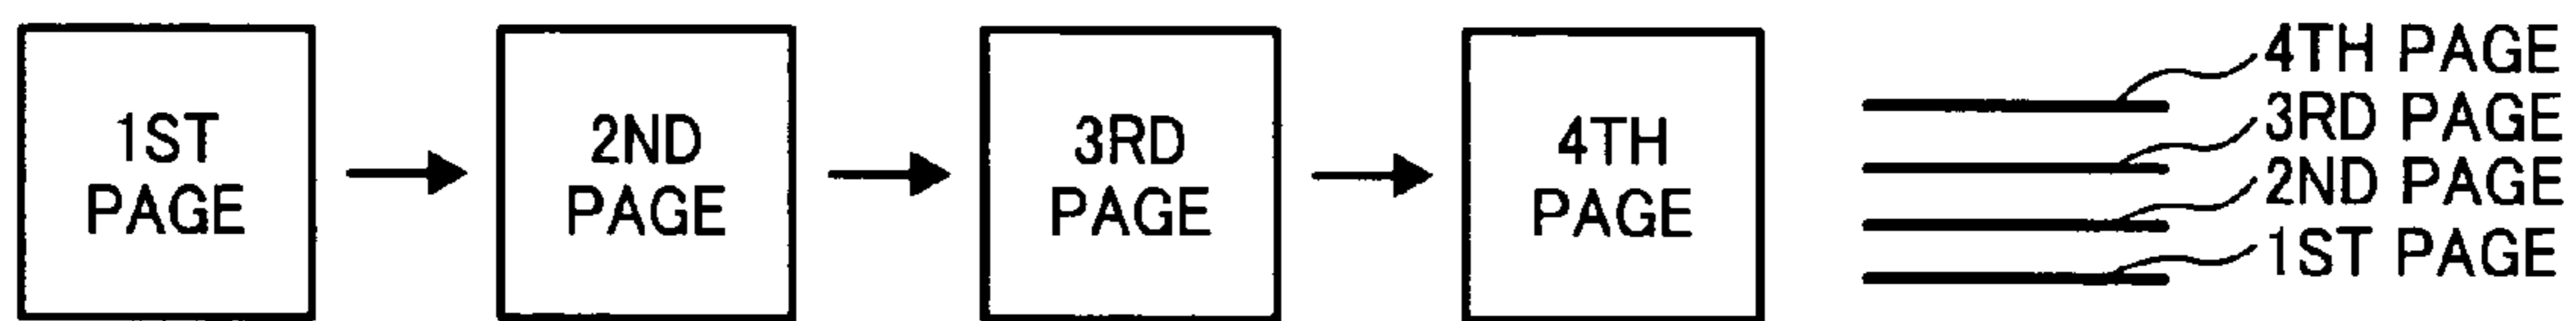 1ST
PAGE
2ND
PAGE
3RD
PAGE
4TH
PAGE
4TH PAGE
3RD PAGE
2ND PAGE
1ST PAGE